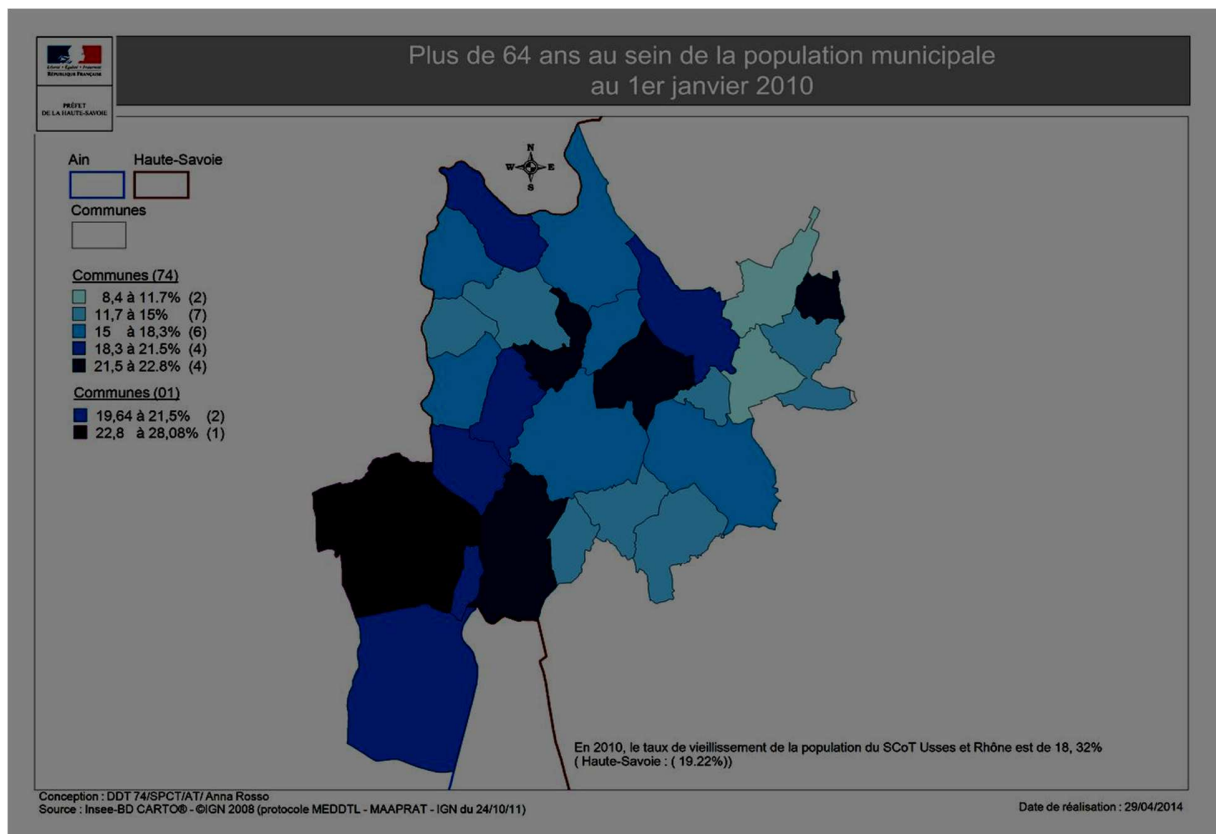 Plus de 64 ans au sein de la population municipale
au 1er janvier 2010
Liberté • Égalité • Fraternité
RÉPUBLIQUE FRANÇAISE
PRÉFET
DE LA HAUTE-SAVOIE
Ain
Haute-Savoie
Communes
N
W E
S
Communes (74)
8,4 à 11.7% (2)
11,7 à 15% (7)
15 à 18,3% (6)
18,3 à 21.5% (4)
21,5 à 22.8% (4)
Communes (01)
19,64 à 21,5% (2)
22,8 à 28,08% (1)
En 2010, le taux de vieillissement de la population du SCoT Usses et Rhône est de 18, 32%
( Haute-Savoie : ( 19.22%))
Conception : DDT 74/SPCT/AT/ Anna Rosso
Source : Insee-BD CARTO® - ©IGN 2008 (protocole MEDDTL - MAAPRAT - IGN du 24/10/11)
Date de réalisation : 29/04/2014